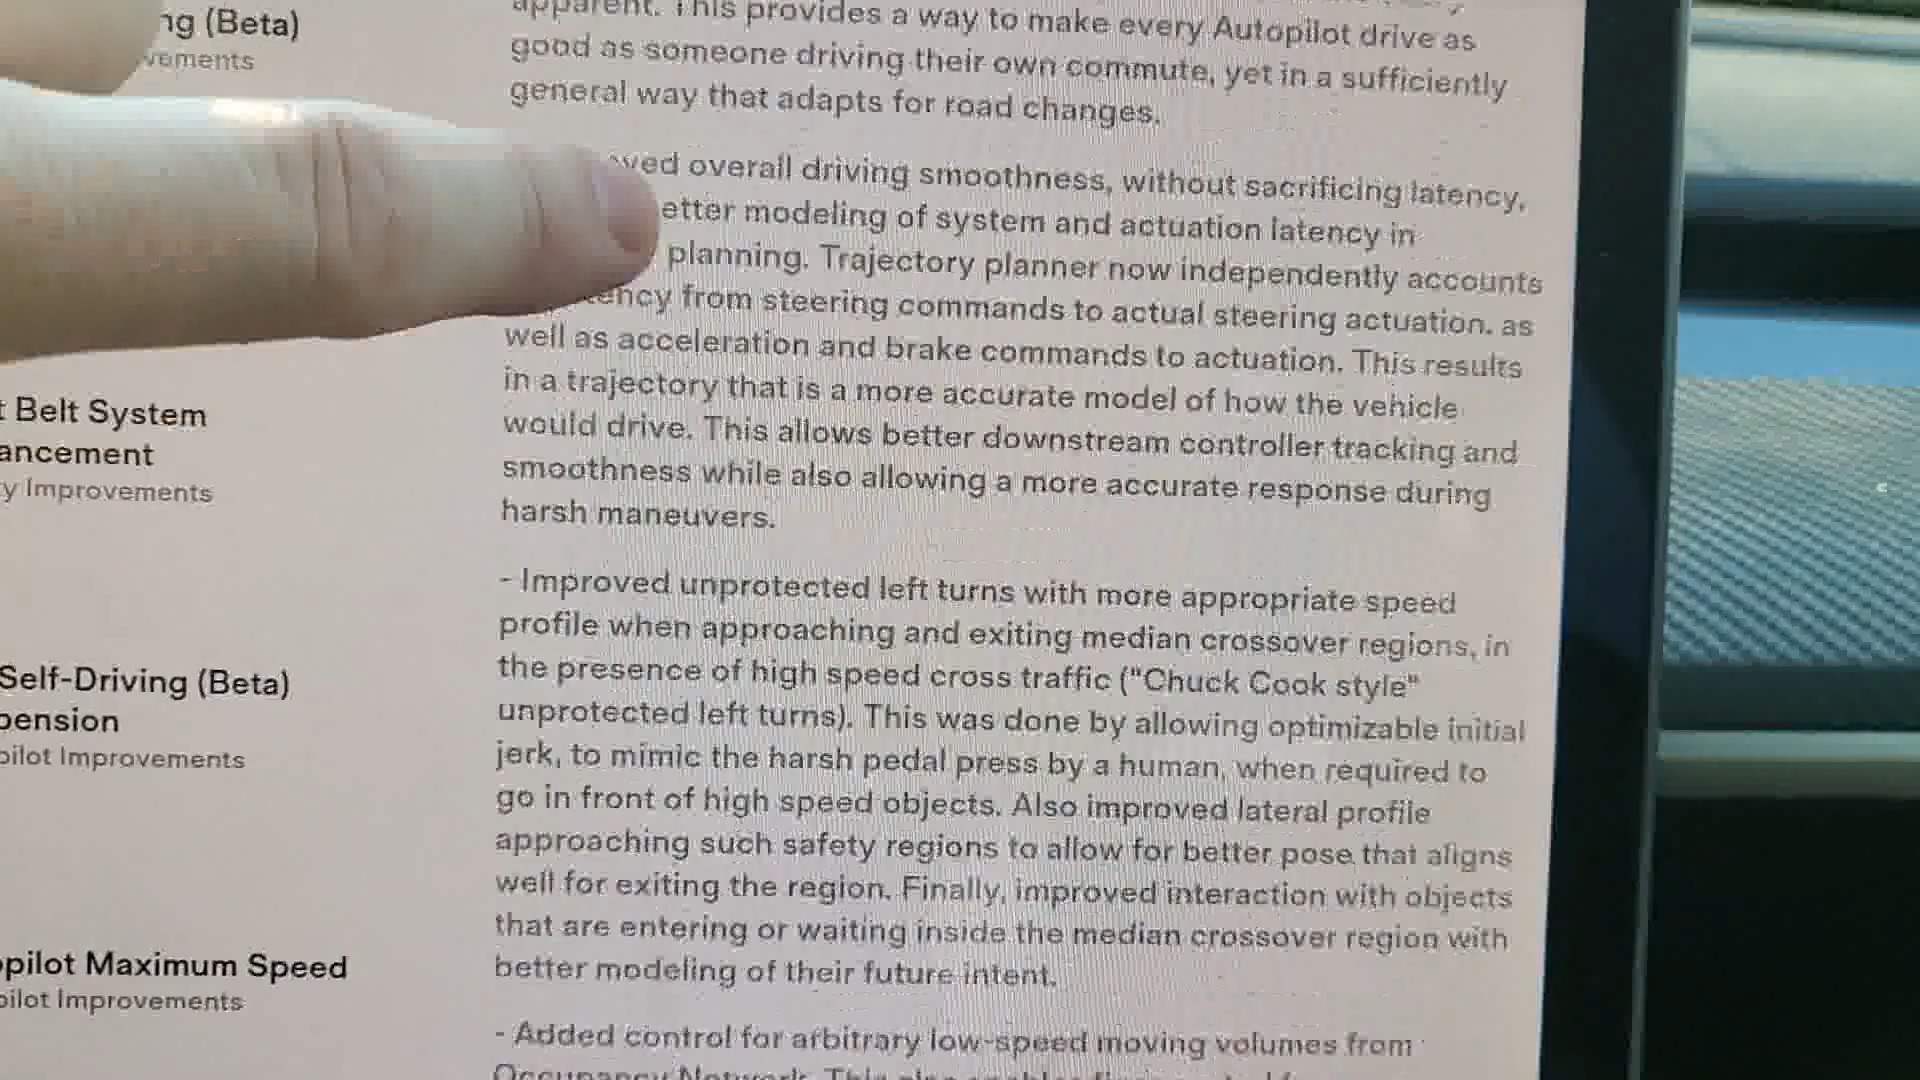 ng (Beta)
vements
t Belt System
ancement
y Improvements
Self-Driving (Beta)
pension
pilot Improvements
pilot Maximum Speed
pilot Improvements
apparent. This provides a way to make every Autopilot drive as
good as someone driving their own commute, yet in a sufficiently
general way that adapts for road changes.
ved overall driving smoothness, without sacrificing latency,
etter modeling of system and actuation latency in
planning. Trajectory planner now independently accounts
tency from steering commands to actual steering actuation, as
well as acceleration and brake commands to actuation. This results
in a trajectory that is a more accurate model of how the vehicle
would drive. This allows better downstream controller tracking and
smoothness while also allowing a more accurate response during
harsh maneuvers.
- Improved unprotected left turns with more appropriate speed
profile when approaching and exiting median crossover regions, in
the presence of high speed cross traffic ("Chuck Cook style"
unprotected left turns). This was done by allowing optimizable initial
jerk, to mimic the harsh pedal press by a human, when required to
go in front of high speed objects. Also improved lateral profile
approaching such safety regions to allow for better pose that aligns
well for exiting the region. Finally, improved interaction with objects
that are entering or waiting inside the median crossover region with
better modeling of their future intent.
- Added control for arbitrary low-speed moving volumes from
Occupancy Network. This also enables